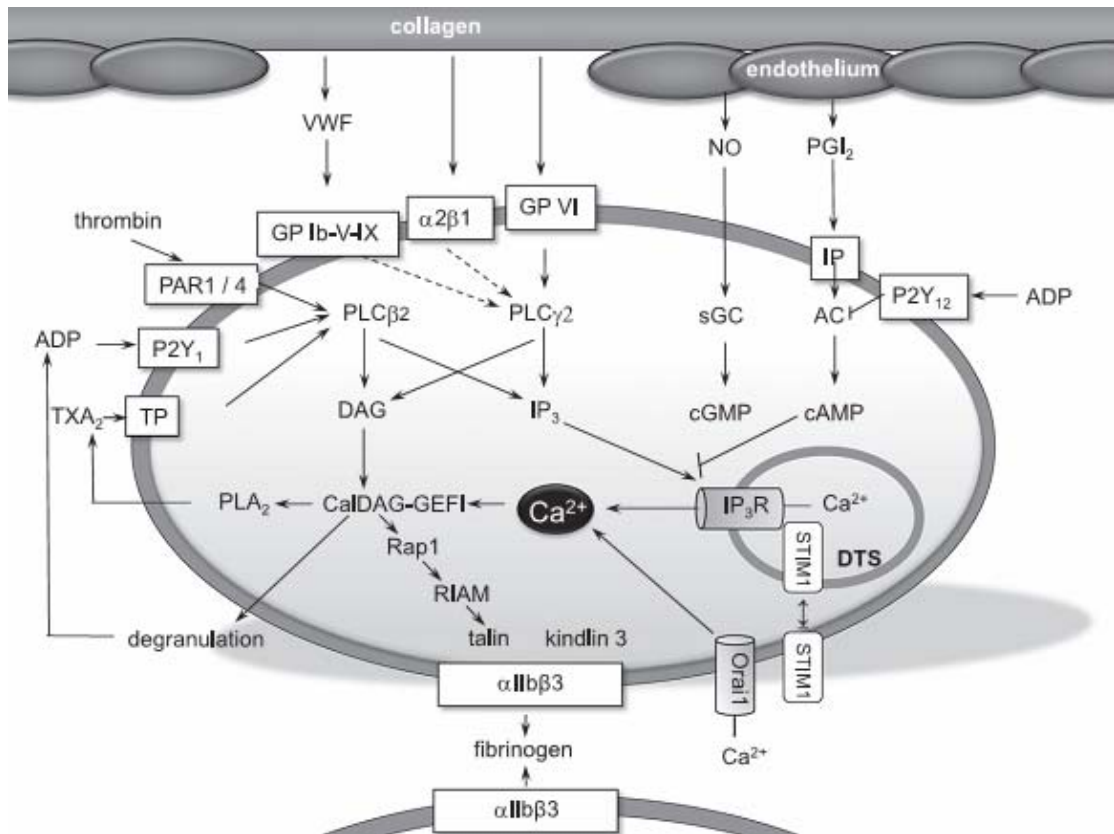 collagen
endothelium
VWF
NO
PGI₂
thrombin
GP Ib-V-IX
α2β1
GP VI
PAR1 / 4
IP
P2Y₁₂
ADP
ADP
P2Y₁
PLCβ2
PLCγ2
sGC
AC
TXA₂
TP
DAG
IP₃
cGMP
cAMP
PLA₂
CalDAG-GEFI
Ca²⁺
IP₃R
Ca²⁺
Rap1
STIM1
DTS
RIAM
degranulation
talin
kindlin 3
αIIbβ3
Orai1
STIM1
fibrinogen
Ca²⁺
αIIbβ3